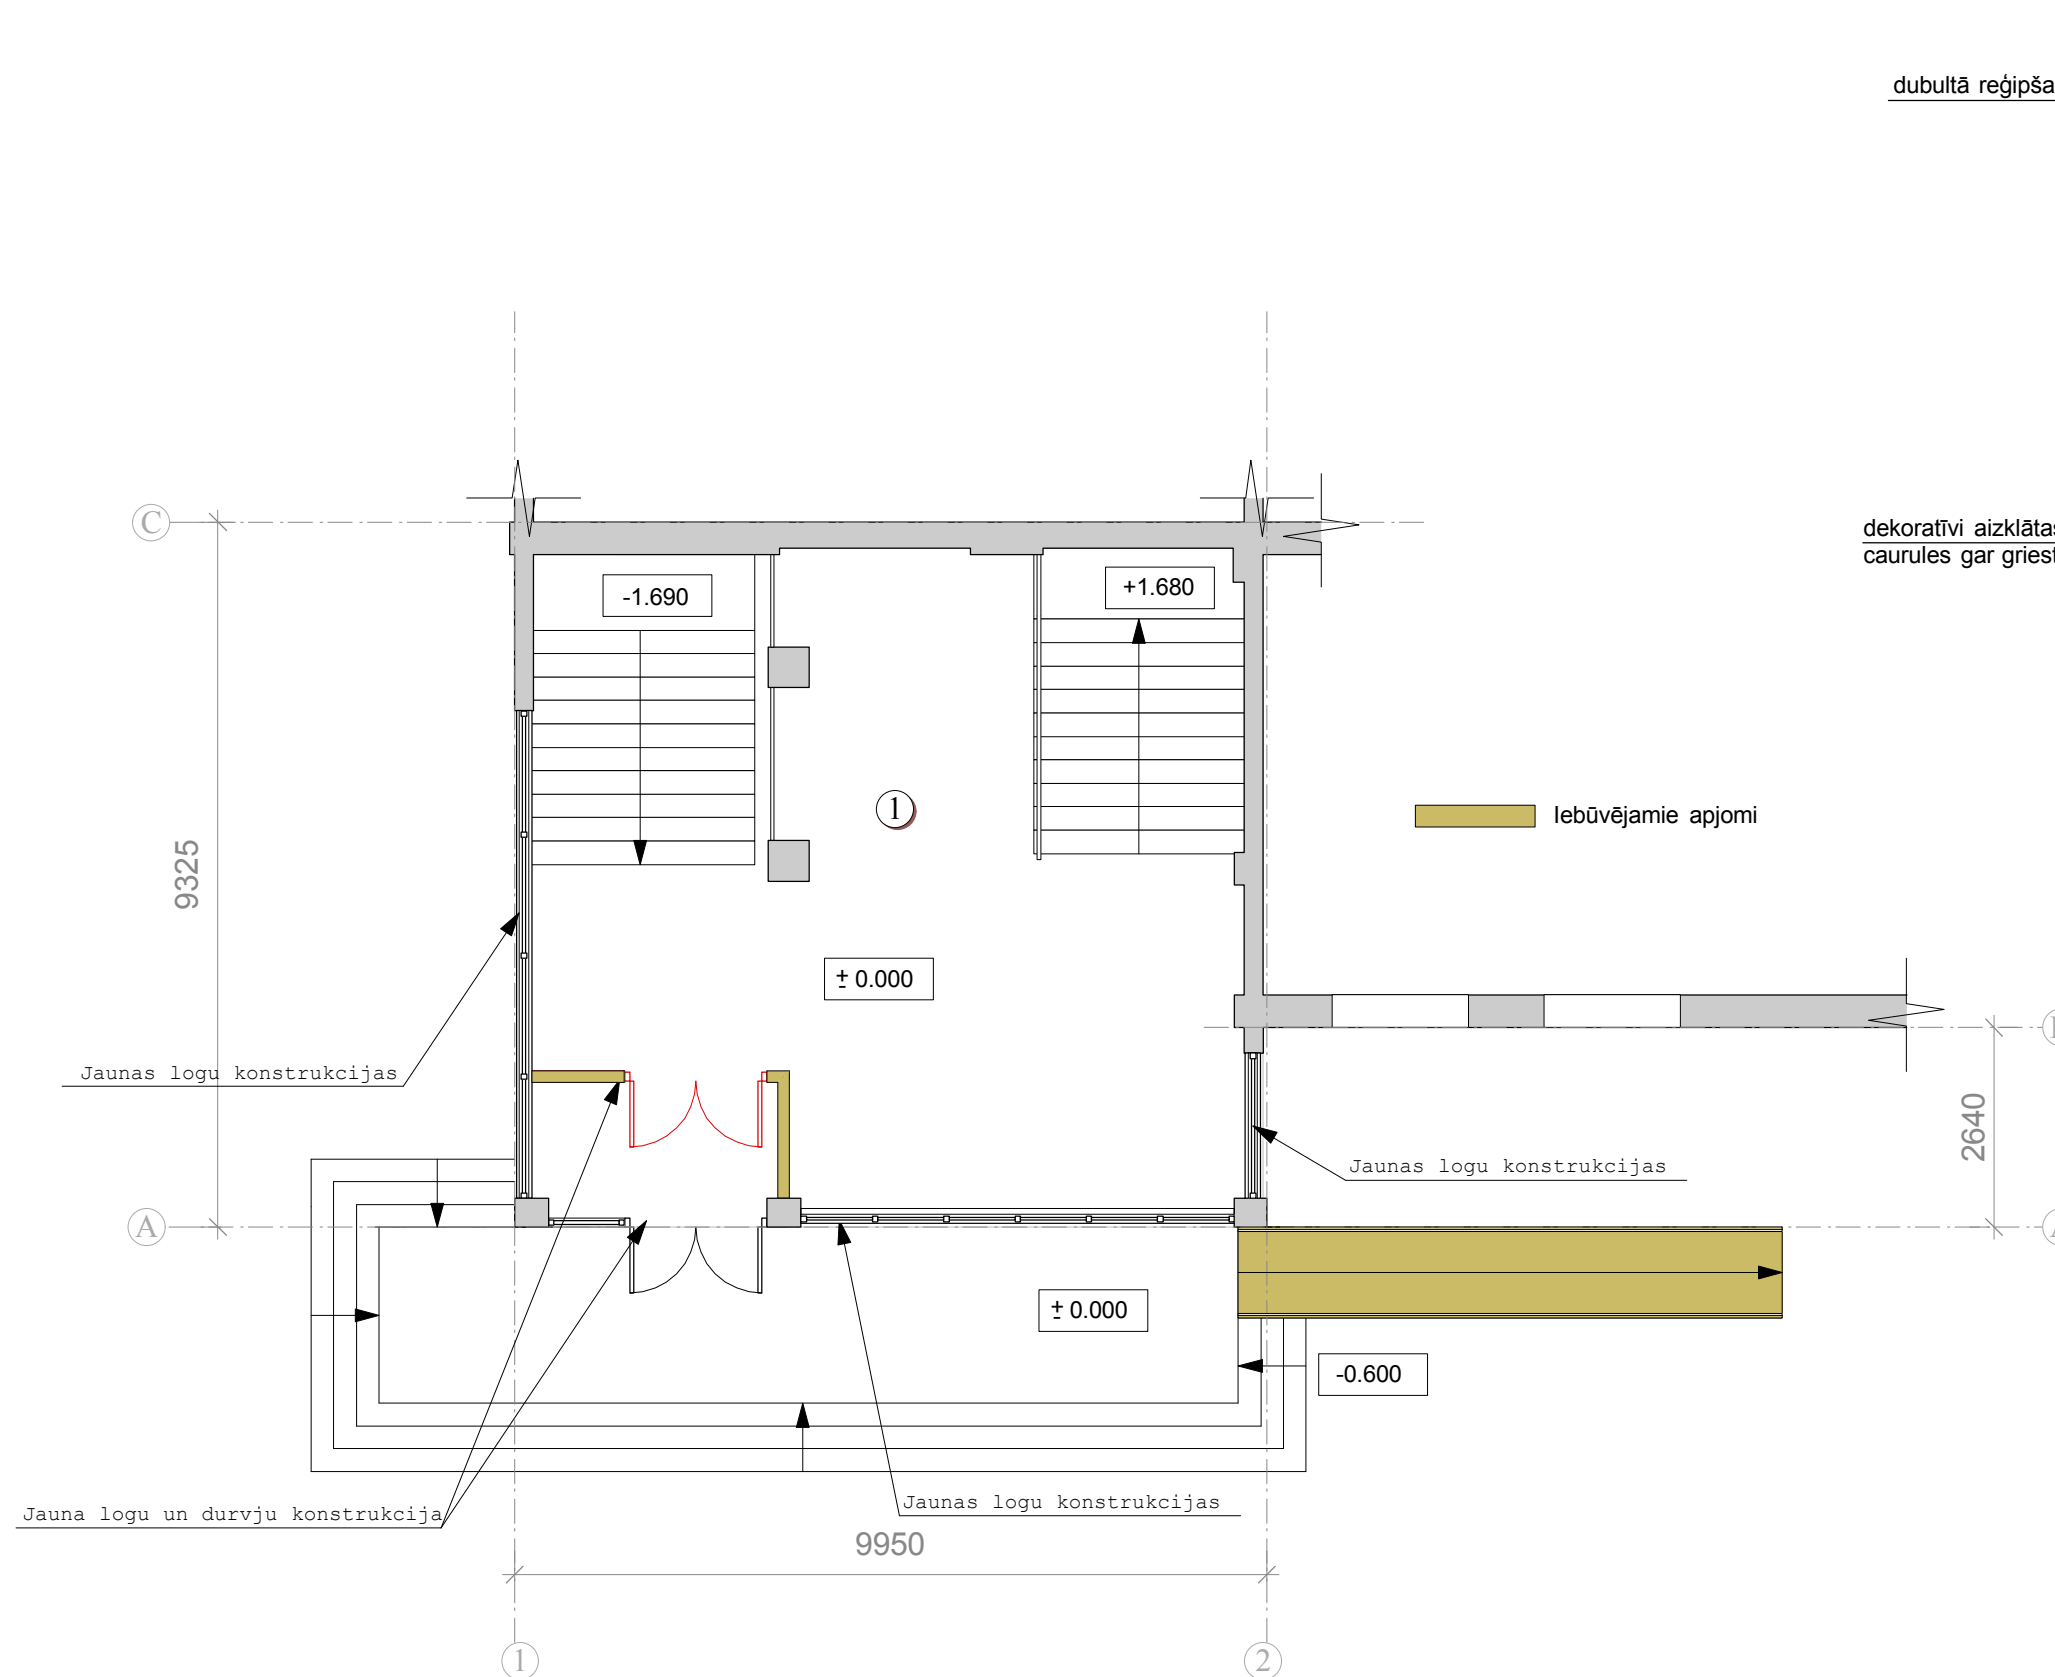 dubultā reģipša
C
-1.690
+1.680
dekoratīvi aizklātas
caurules gar griest
1
Iebūvējamie apjomi
9325
± 0.000
Jaunas logu konstrukcijas
2640
Jaunas logu konstrukcijas
A
± 0.000
-0.600
Jaunas logu konstrukcijas
Jauna logu un durvju konstrukcija
9950
1
2